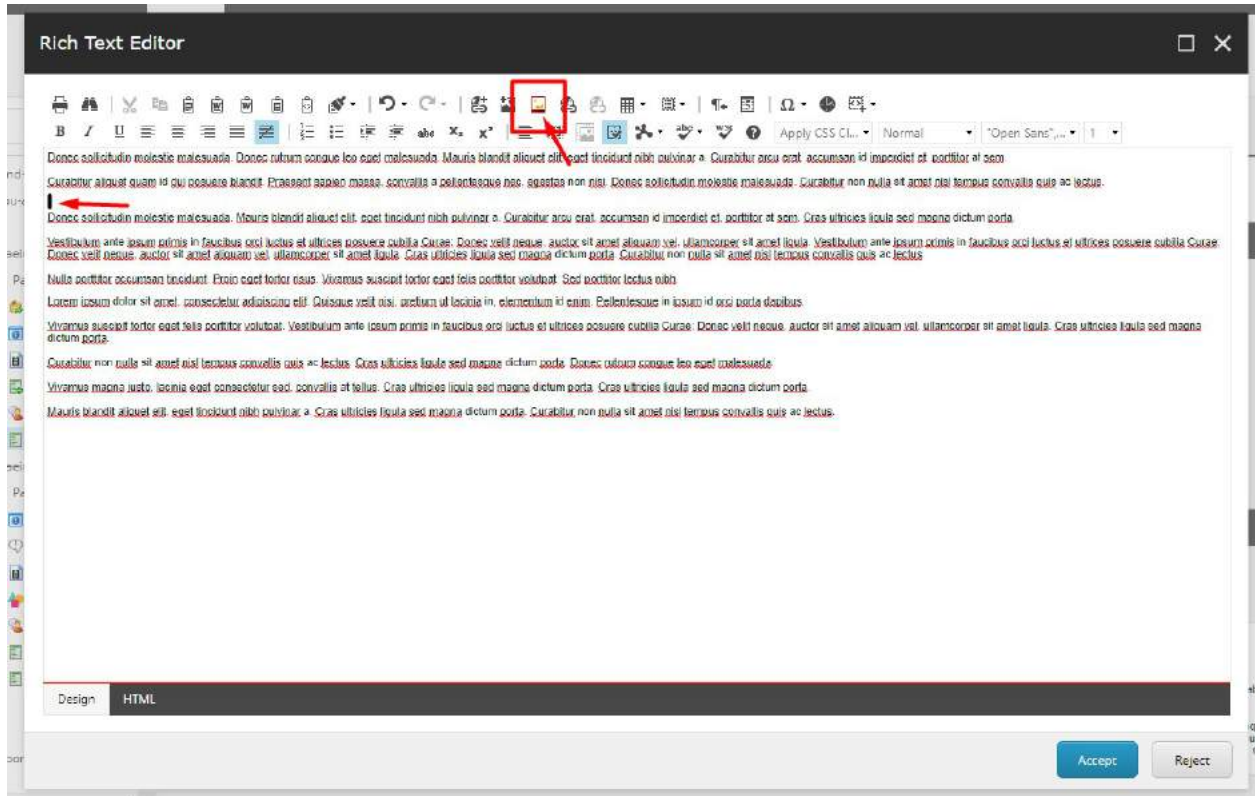 Rich Text Editor
B I U abc X₂ x² Apply CSS Cl... Normal "Open Sans",... 1
Donec sollicitudin molestie malesuada. Donec rutrum congue leo eget malesuada. Mauris blandit aliquet elit, eget tincidunt nibh pulvinar a. Curabitur arcu erat, accumsan id imperdiet et, porttitor at sem.
Curabitur aliquet quam id dui posuere blandit. Praesent sapien massa, convallis a pellentesque nec, egestas non nisi. Donec sollicitudin molestie malesuada. Curabitur non nulla sit amet nisl tempus convallis quis ac lectus.
Donec sollicitudin molestie malesuada. Mauris blandit aliquet elit, eget tincidunt nibh pulvinar a. Curabitur arcu erat, accumsan id imperdiet et, porttitor at sem. Cras ultricies ligula sed magna dictum porta.
Vestibulum ante ipsum primis in faucibus orci luctus et ultrices posuere cubilia Curae; Donec velit neque, auctor sit amet aliquam vel, ullamcorper sit amet ligula. Vestibulum ante ipsum primis in faucibus orci luctus et ultrices posuere cubilia Curae;
Donec velit neque, auctor sit amet aliquam vel, ullamcorper sit amet ligula. Cras ultricies ligula sed magna dictum porta. Curabitur non nulla sit amet nisl tempus convallis quis ac lectus.
Nulla porttitor accumsan tincidunt. Proin eget tortor risus. Vivamus suscipit tortor eget felis porttitor volutpat. Sed porttitor lectus nibh.
Lorem ipsum dolor sit amet, consectetur adipiscing elit. Quisque velit nisi, pretium ut lacinia in, elementum id enim. Pellentesque in ipsum id orci porta dapibus.
Vivamus suscipit tortor eget felis porttitor volutpat. Vestibulum ante ipsum primis in faucibus orci luctus et ultrices posuere cubilia Curae; Donec velit neque, auctor sit amet aliquam vel, ullamcorper sit amet ligula. Cras ultricies ligula sed magna
dictum porta.
Curabitur non nulla sit amet nisl tempus convallis quis ac lectus. Cras ultricies ligula sed magna dictum porta. Donec rutrum congue leo eget malesuada.
Vivamus magna justo, lacinia eget consectetur sed, convallis at tellus. Cras ultricies ligula sed magna dictum porta. Cras ultricies ligula sed magna dictum porta.
Mauris blandit aliquet elit, eget tincidunt nibh pulvinar a. Cras ultricies ligula sed magna dictum porta. Curabitur non nulla sit amet nisl tempus convallis quis ac lectus.
Design HTML
Accept Reject